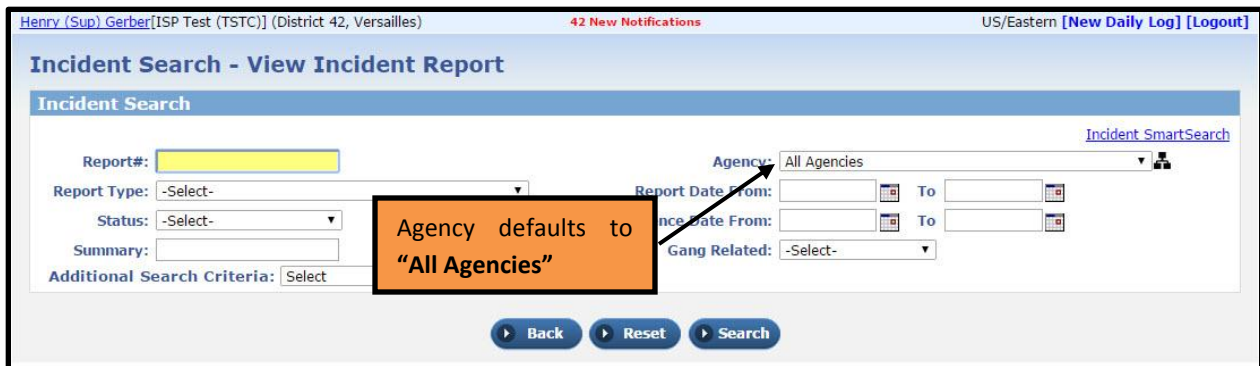 Henry (Sup) Gerber[ISP Test (TSTC)] (District 42, Versailles) 42 New Notifications US/Eastern [New Daily Log] [Logout]
Incident Search - View Incident Report
Incident Search
Incident SmartSearch
Report#: Agency: All Agencies
Report Type: -Select- Report Date From: To
Status: -Select- nce Date From: To
Summary: Gang Related: -Select-
Additional Search Criteria: Select
Agency defaults to
“All Agencies”
Back Reset Search